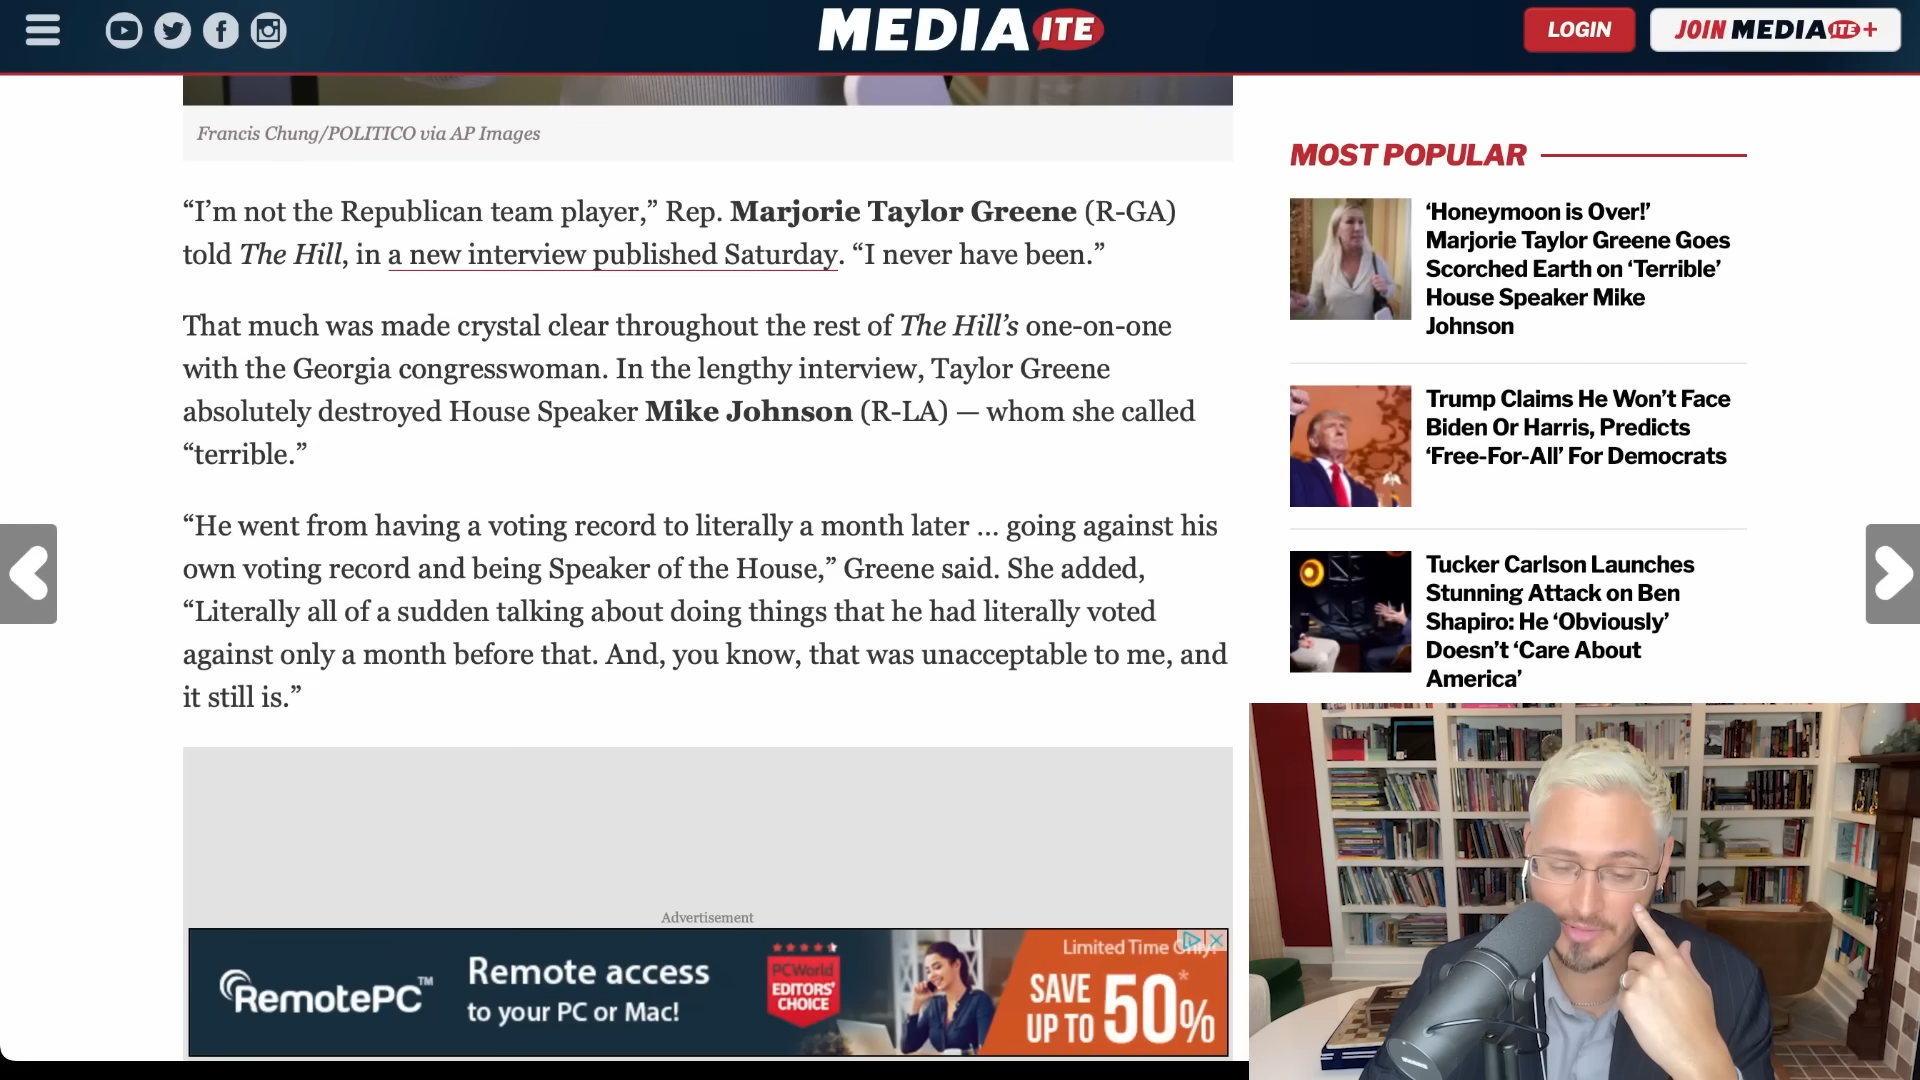 MEDIAITE
LOGIN
JOIN MEDIAITE+
Francis Chung/POLITICO via AP Images
“I’m not the Republican team player,” Rep. Marjorie Taylor Greene (R-GA)
told The Hill, in a new interview published Saturday. “I never have been.”
That much was made crystal clear throughout the rest of The Hill’s one-on-one
with the Georgia congresswoman. In the lengthy interview, Taylor Greene
absolutely destroyed House Speaker Mike Johnson (R-LA) — whom she called
“terrible.”
“He went from having a voting record to literally a month later … going against his
own voting record and being Speaker of the House,” Greene said. She added,
“Literally all of a sudden talking about doing things that he had literally voted
against only a month before that. And, you know, that was unacceptable to me, and
it still is.”
Advertisement
RemotePC™
Remote access
to your PC or Mac!
PCWorld
EDITORS’
CHOICE
Limited Time Only!
SAVE
UP TO 50%*
MOST POPULAR
‘Honeymoon is Over!’
Marjorie Taylor Greene Goes
Scorched Earth on ‘Terrible’
House Speaker Mike
Johnson
Trump Claims He Won’t Face
Biden Or Harris, Predicts
‘Free-For-All’ For Democrats
Tucker Carlson Launches
Stunning Attack on Ben
Shapiro: He ‘Obviously’
Doesn’t ‘Care About
America’